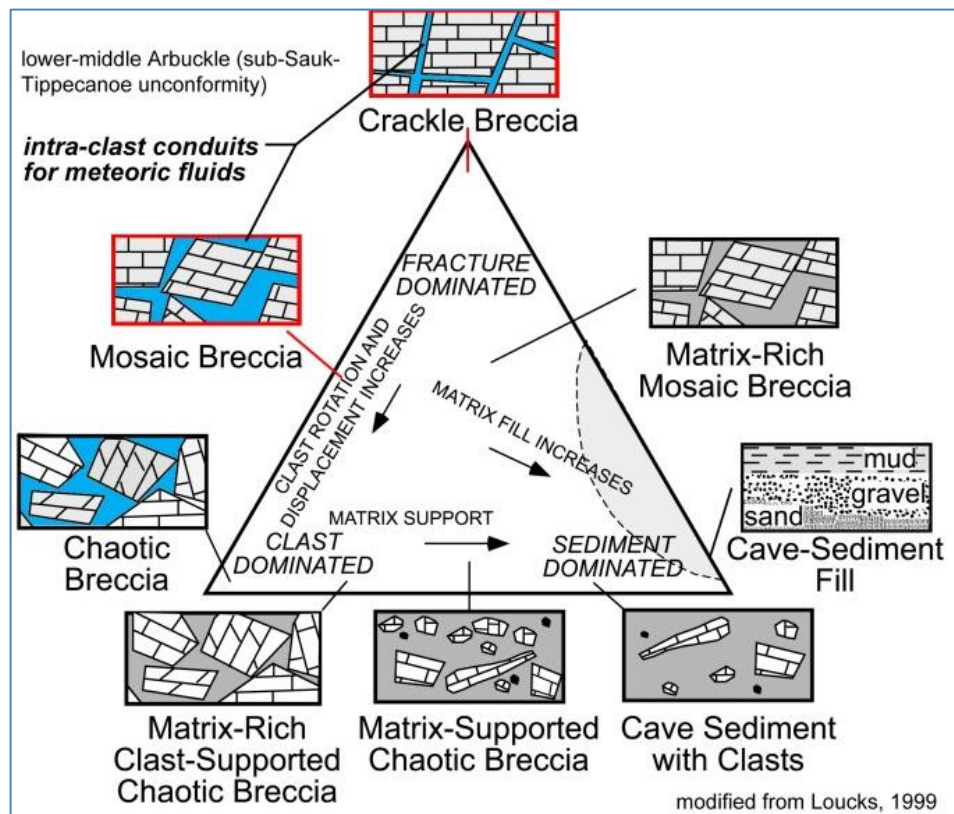 lower-middle Arbuckle (sub-Sauk-
Tippecanoe unconformity)
intra-clast conduits
for meteoric fluids
Crackle Breccia
Mosaic Breccia
FRACTURE
DOMINATED
Matrix-Rich
Mosaic Breccia
CLAST ROTATION AND
DISPLACEMENT INCREASES
MATRIX FILL INCREASES
Chaotic
Breccia
MATRIX SUPPORT
CLAST
DOMINATED
SEDIMENT
DOMINATED
mud
gravel
sand
Cave-Sediment
Fill
Matrix-Rich
Clast-Supported
Chaotic Breccia
Matrix-Supported
Chaotic Breccia
Cave Sediment
with Clasts
modified from Loucks, 1999